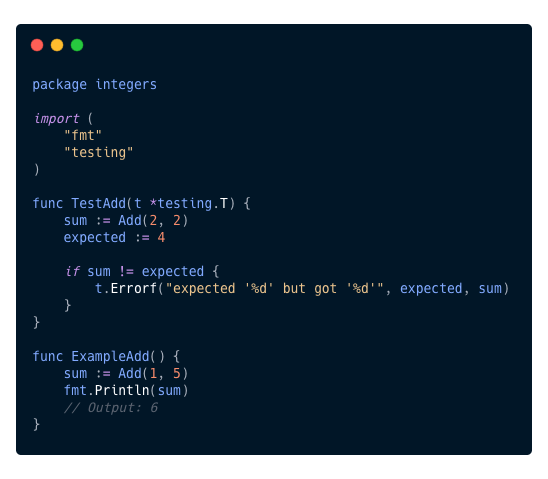 package integers
import (
    "fmt"
    "testing"
)
func TestAdd(t *testing.T) {
    sum := Add(2, 2)
    expected := 4
    if sum != expected {
        t.Errorf("expected '%d' but got '%d'", expected, sum)
    }
}
func ExampleAdd() {
    sum := Add(1, 5)
    fmt.Println(sum)
    // Output: 6
}